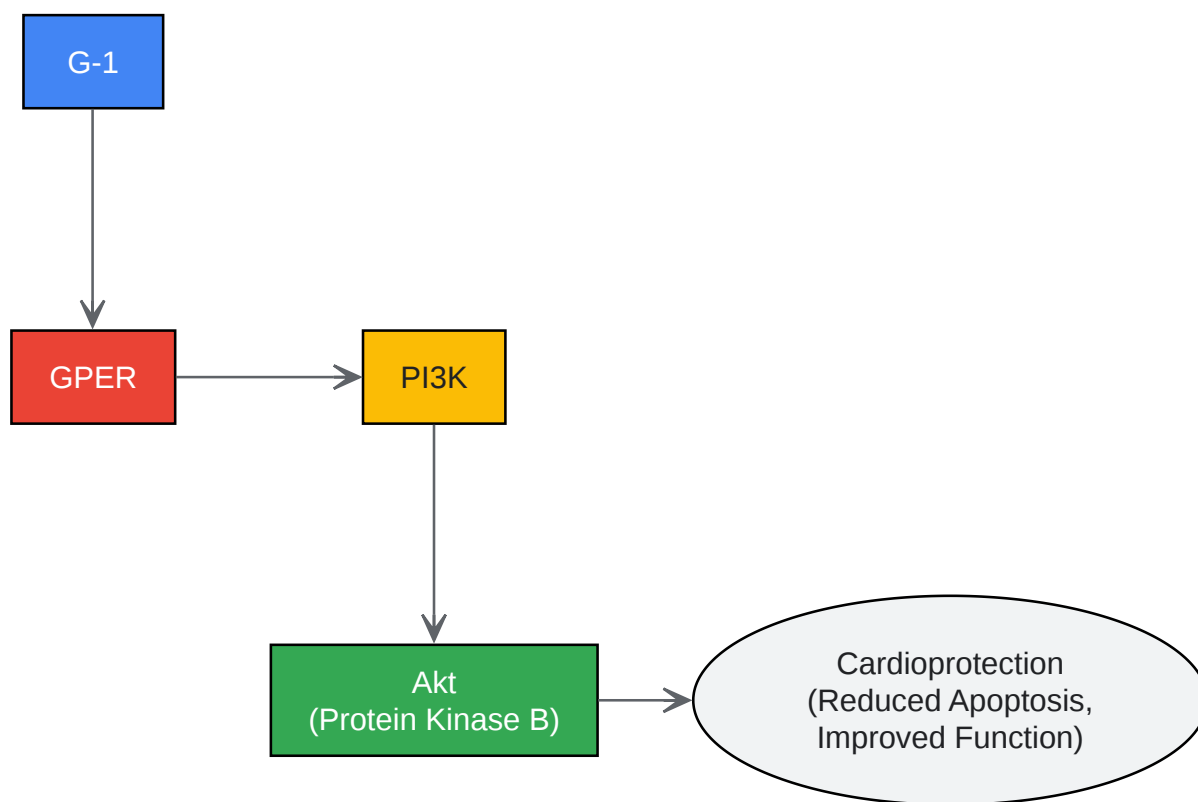 G-1
GPER
PI3K
Akt
(Protein Kinase B)
Cardioprotection
(Reduced Apoptosis,
Improved Function)